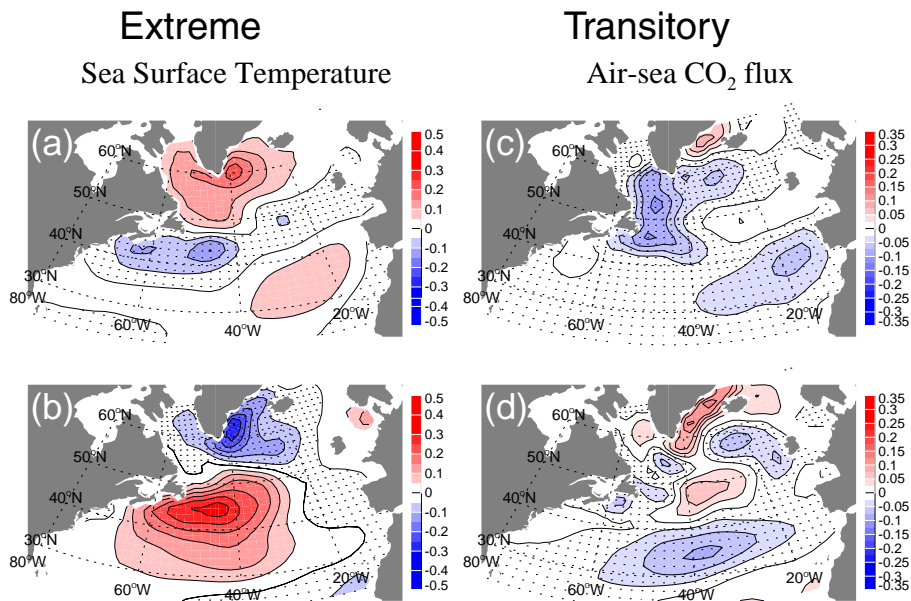 Extreme
Transitory
Sea Surface Temperature
Air-sea CO₂ flux
(a)
60°N
50°N
40°N
30°N
80°W
60°W
40°W
20°W
0.5
0.4
0.3
0.2
0.1
0
-0.1
-0.2
-0.3
-0.4
-0.5
(c)
60°N
50°N
40°N
30°N
80°W
60°W
40°W
20°W
0.35
0.3
0.25
0.2
0.15
0.1
0.05
0
-0.05
-0.1
-0.15
-0.2
-0.25
-0.3
-0.35
(b)
60°N
50°N
40°N
30°N
80°W
60°W
40°W
20°W
0.5
0.4
0.3
0.2
0.1
0
-0.1
-0.2
-0.3
-0.4
-0.5
(d)
60°N
50°N
40°N
30°N
80°W
60°W
40°W
20°W
0.35
0.3
0.25
0.2
0.15
0.1
0.05
0
-0.05
-0.1
-0.15
-0.2
-0.25
-0.3
-0.35